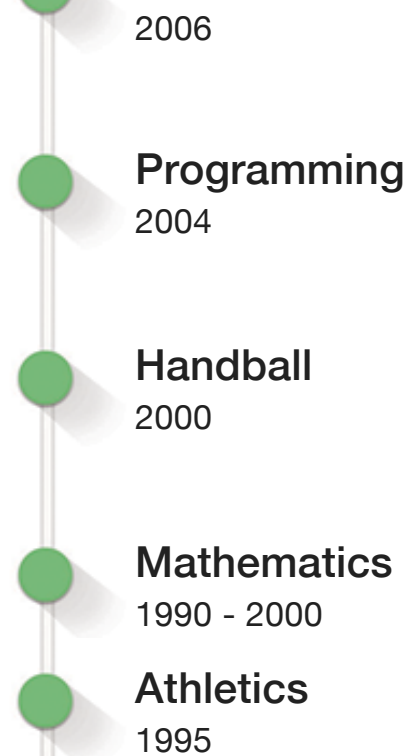 2006
Programming
2004
Handball
2000
Mathematics
1990 - 2000
Athletics
1995